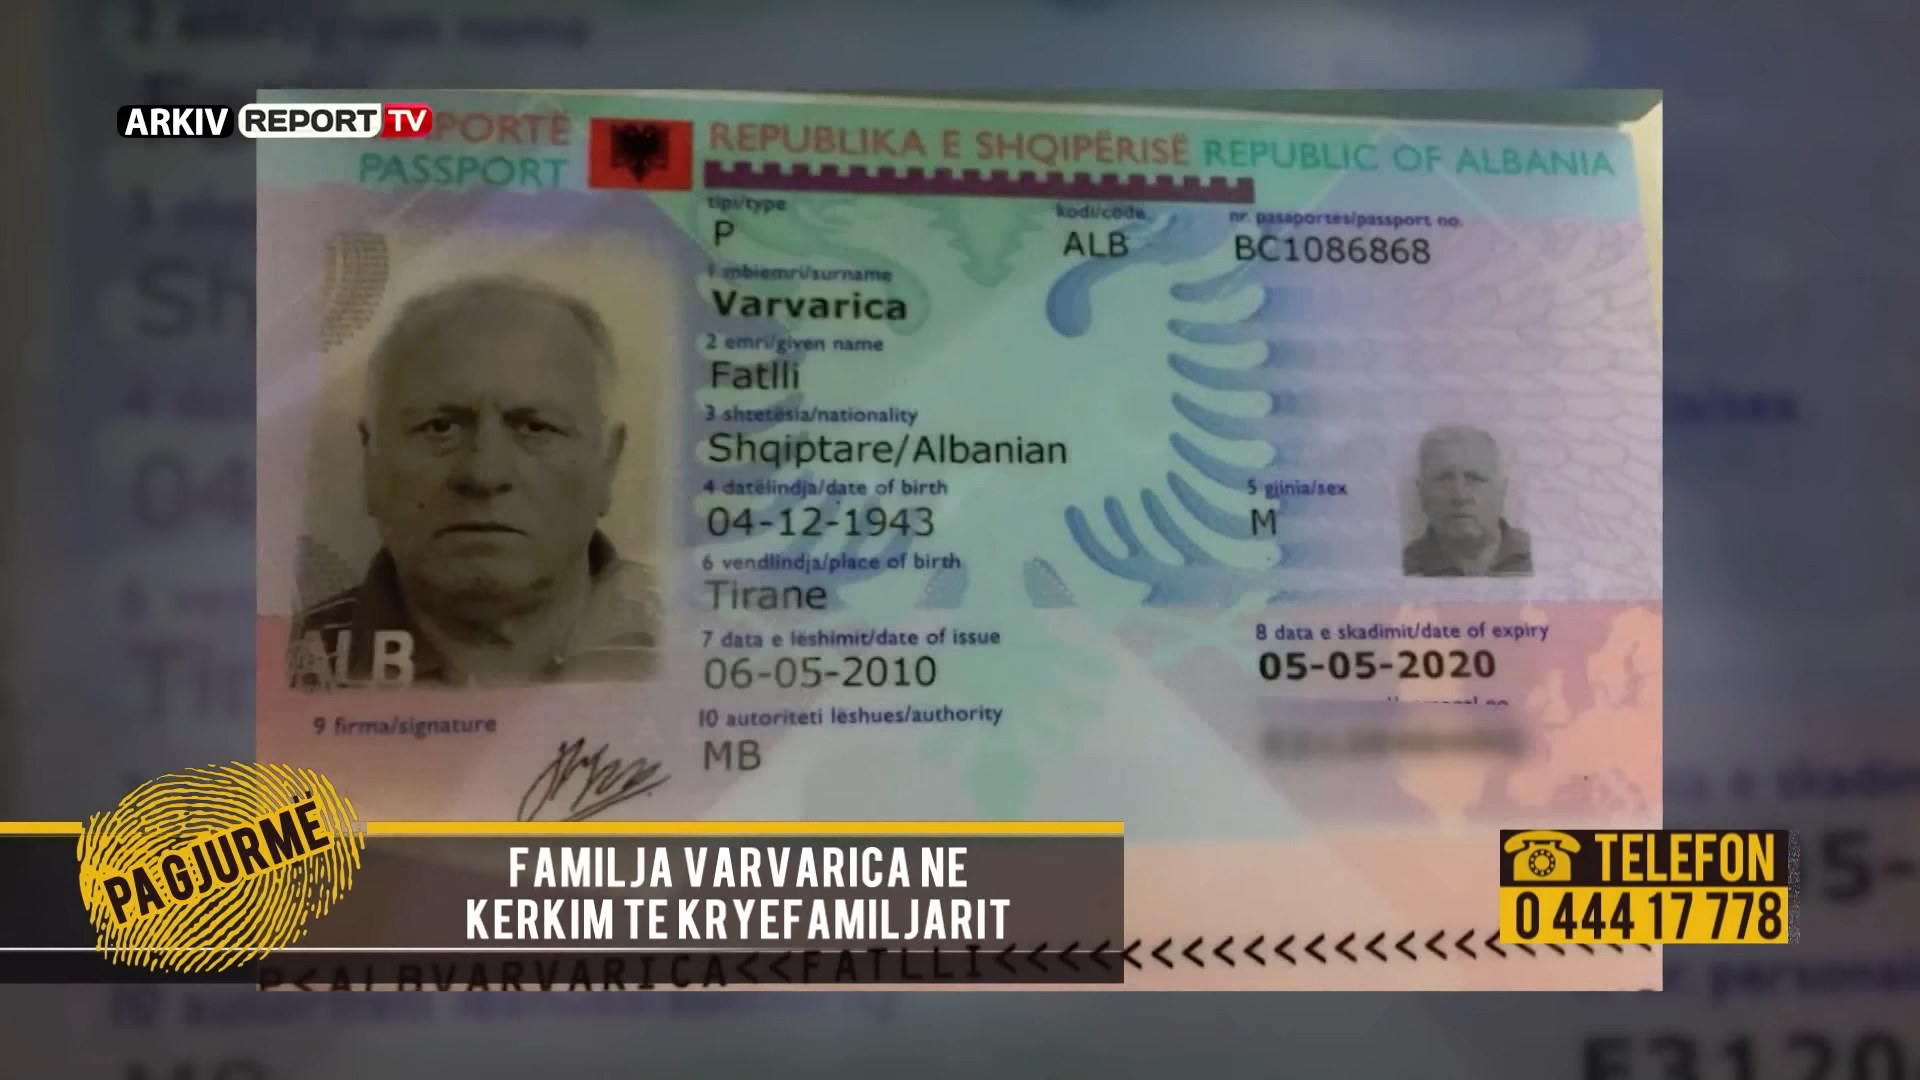 ARKIV REPORT TV
PORTË
PASSPORT
REPUBLIKA E SHQIPËRISË REPUBLIC OF ALBANIA
tipi/type
P
kodi/code
ALB
nr. pasaportës/passport no.
BC1086868
1 mbiemri/surname
Varvarica
2 emri/given name
Fatlli
3 shtetësia/nationality
Shqiptare/Albanian
4 datëlindja/date of birth
04-12-1943
5 gjinia/sex
M
6 vendlindja/place of birth
Tirane
7 data e lëshimit/date of issue
06-05-2010
8 data e skadimit/date of expiry
05-05-2020
ALB
9 firma/signature
10 autoriteti lëshues/authority
MB
PA GJURMË
FAMILJA VARVARICA NE
KERKIM TE KRYEFAMILJARIT
TELEFON
0 444 17 778
P<ALBVARVARICA<<FATLLI<<<<<<<<<<<<<<<<<<<<<